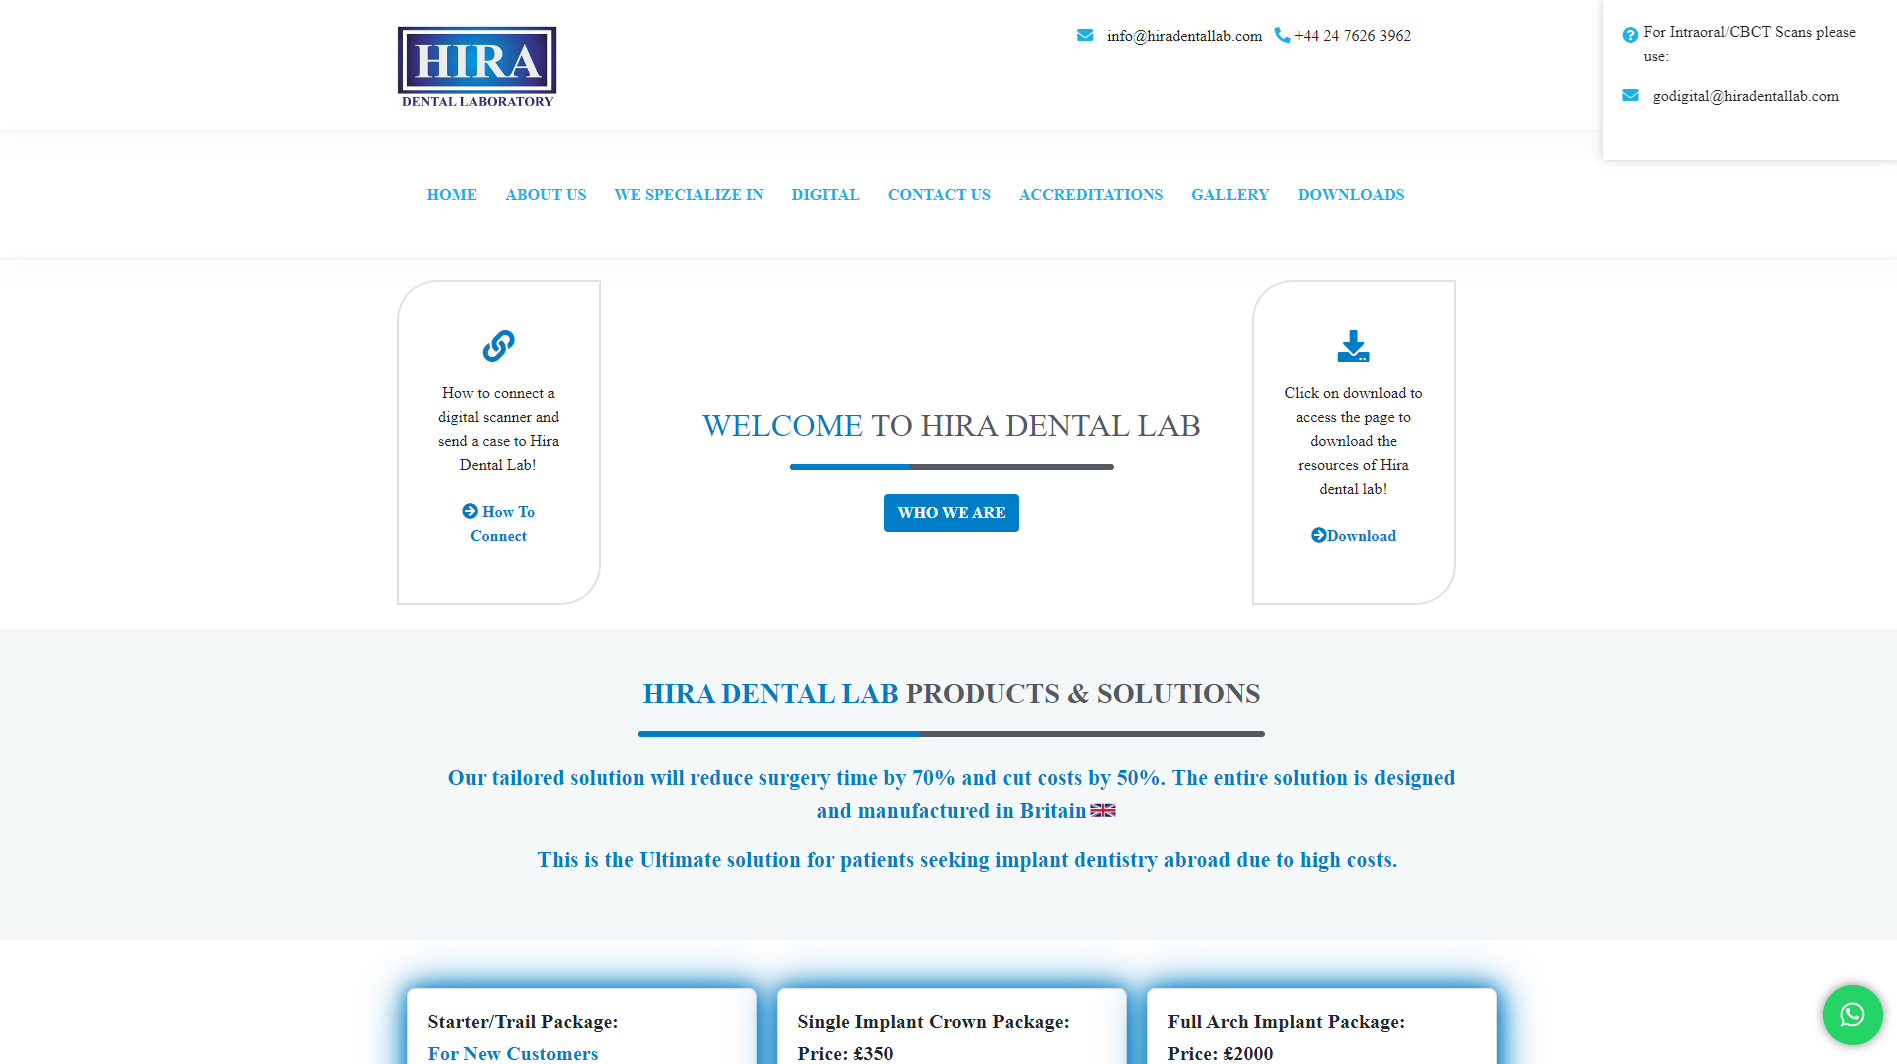 HIRA
DENTAL LABORATORY
info@hiradentallab.com
+44 24 7626 3962
For Intraoral/CBCT Scans please
use:
godigital@hiradentallab.com
HOME ABOUT US WE SPECIALIZE IN DIGITAL CONTACT US ACCREDITATIONS GALLERY DOWNLOADS
How to connect a
digital scanner and
send a case to Hira
Dental Lab!
How To
Connect
WELCOME TO HIRA DENTAL LAB
WHO WE ARE
Click on download to
access the page to
download the
resources of Hira
dental lab!
Download
HIRA DENTAL LAB PRODUCTS & SOLUTIONS
Our tailored solution will reduce surgery time by 70% and cut costs by 50%. The entire solution is designed
and manufactured in Britain
This is the Ultimate solution for patients seeking implant dentistry abroad due to high costs.
Starter/Trail Package:
For New Customers
Single Implant Crown Package:
Price: £350
Full Arch Implant Package:
Price: £2000